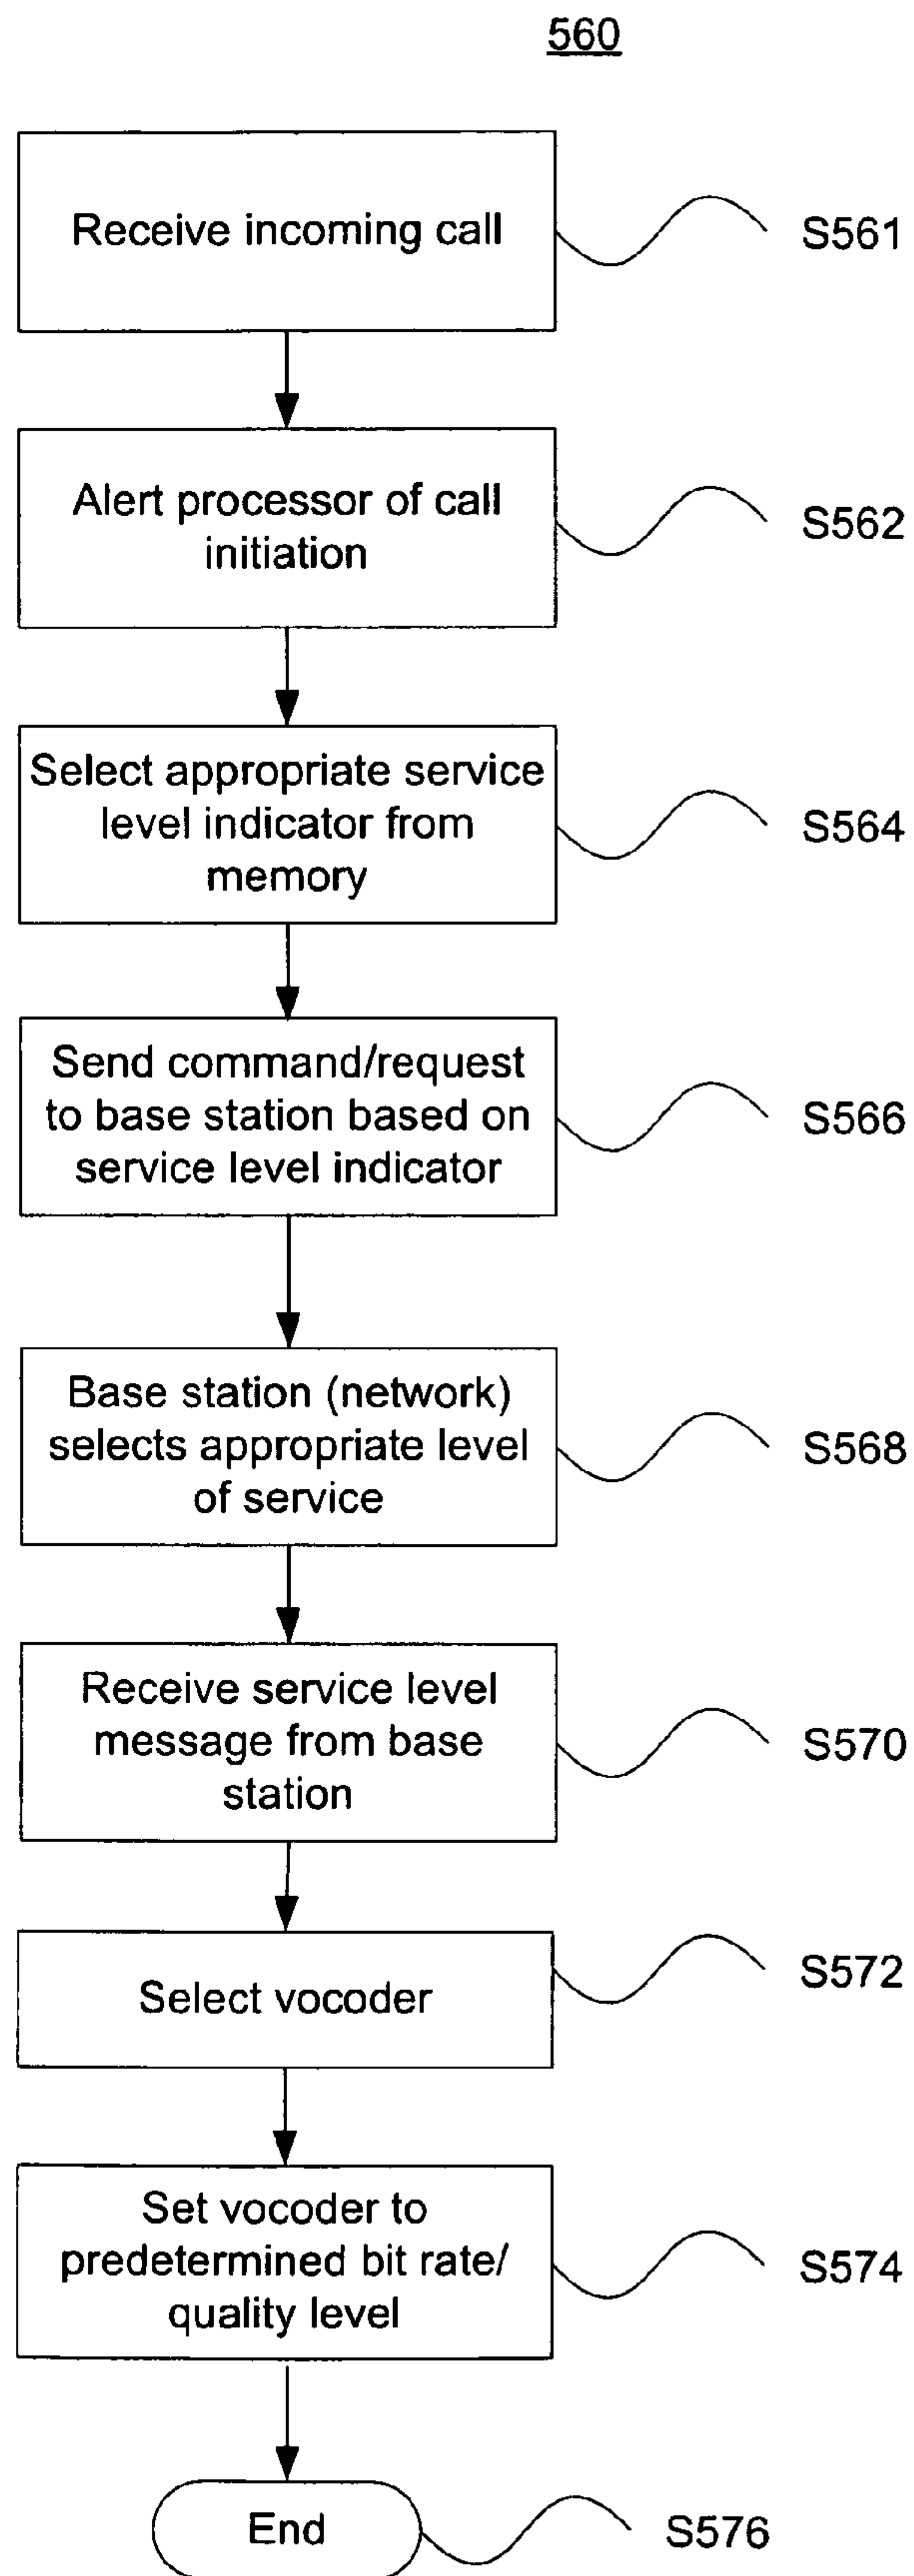 560
Receive incoming call
S561
Alert processor of call
initiation
S562
Select appropriate service
level indicator from
memory
S564
Send command/request
to base station based on
service level indicator
S566
Base station (network)
selects appropriate level
of service
S568
Receive service level
message from base
station
S570
Select vocoder
S572
Set vocoder to
predetermined bit rate/
quality level
S574
End
S576